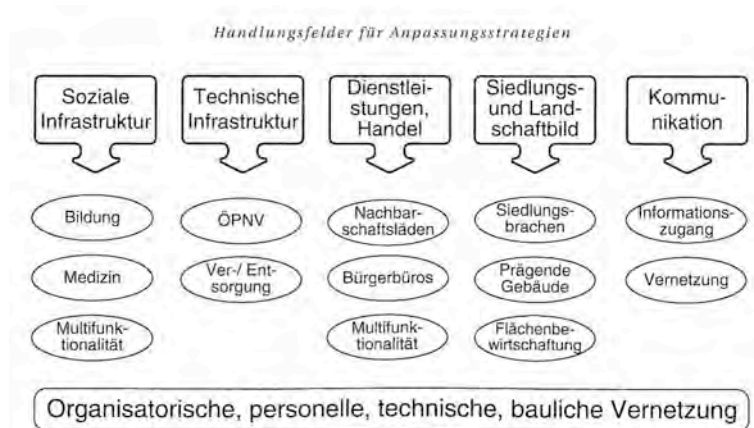 Handlungsfelder für Anpassungsstrategien
Soziale
Infrastruktur
Technische
Infrastruktur
Dienstlei-
stungen,
Handel
Siedlungs-
und Land-
schaftbild
Kommu-
nikation
Bildung
ÖPNV
Nachbar-
schaftsläden
Siedlungs-
brachen
Informations-
zugang
Medizin
Ver-/ Ent-
sorgung
Bürgerbüros
Prägende
Gebäude
Vernetzung
Multifunk-
tionalität
Multifunk-
tionalität
Flächenbe-
wirtschaftung
Organisatorische, personelle, technische, bauliche Vernetzung